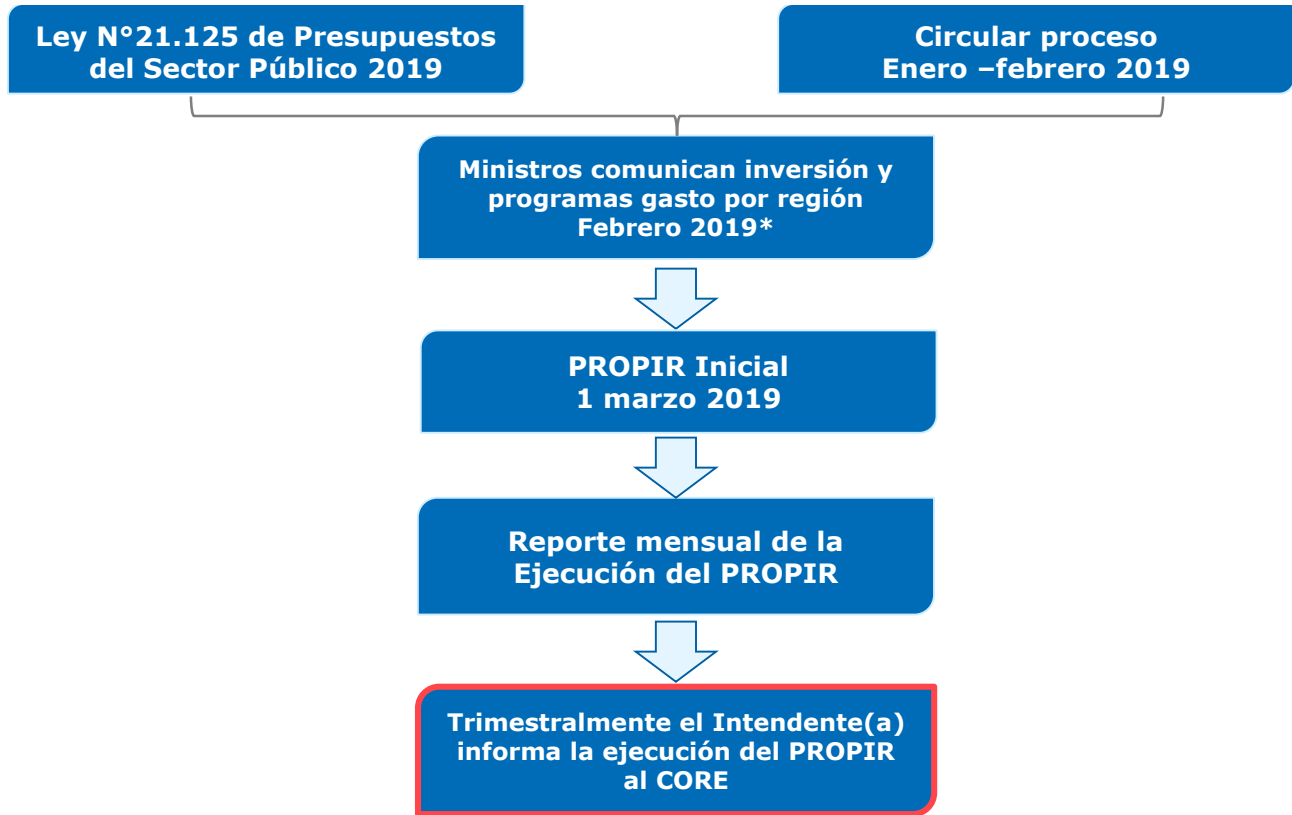 Ley N°21.125 de Presupuestos
del Sector Público 2019
Circular proceso
Enero –febrero 2019
Ministros comunican inversión y
programas gasto por región
Febrero 2019*
PROPIR Inicial
1 marzo 2019
Reporte mensual de la
Ejecución del PROPIR
Trimestralmente el Intendente(a)
informa la ejecución del PROPIR
al CORE